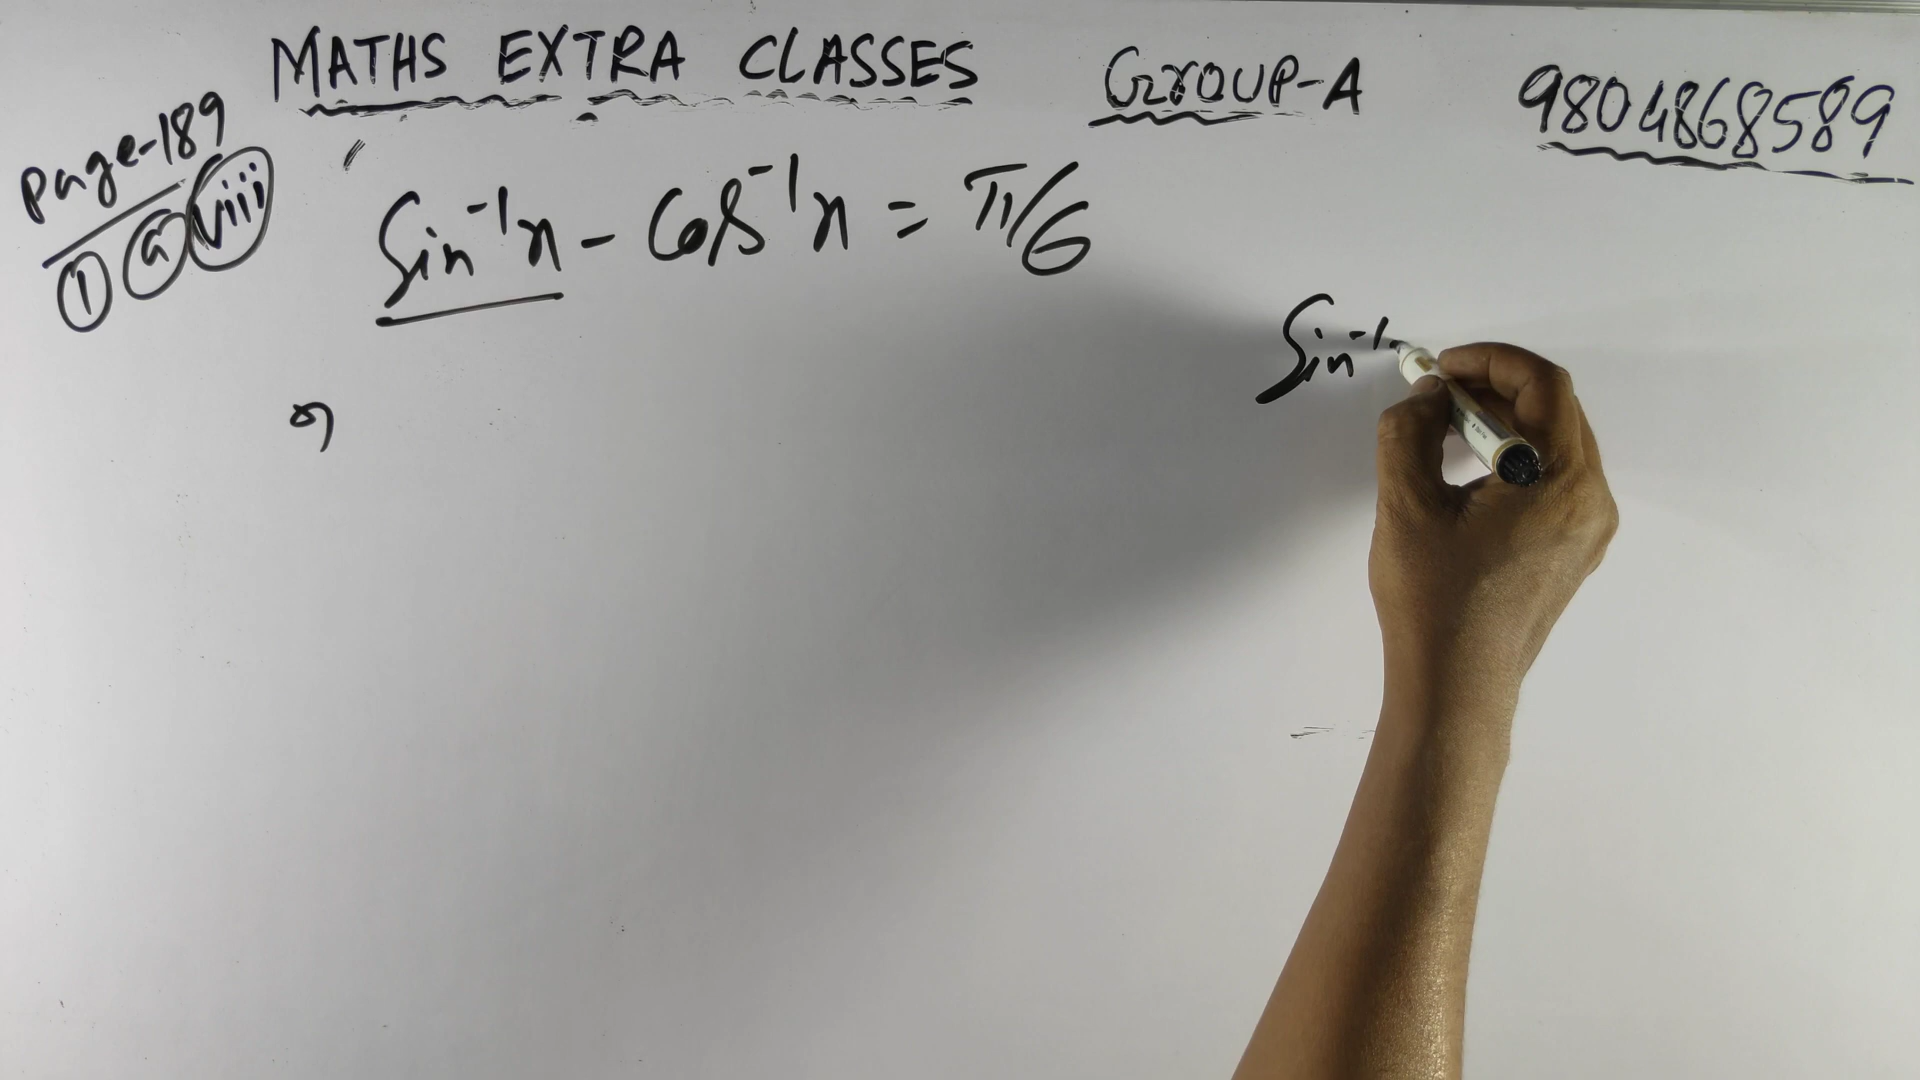 MATHS EXTRA CLASSES GROUP-A 9804868589
Page-189
1 a viii
Sin⁻¹x - Cos⁻¹x = π/6
Sin⁻¹